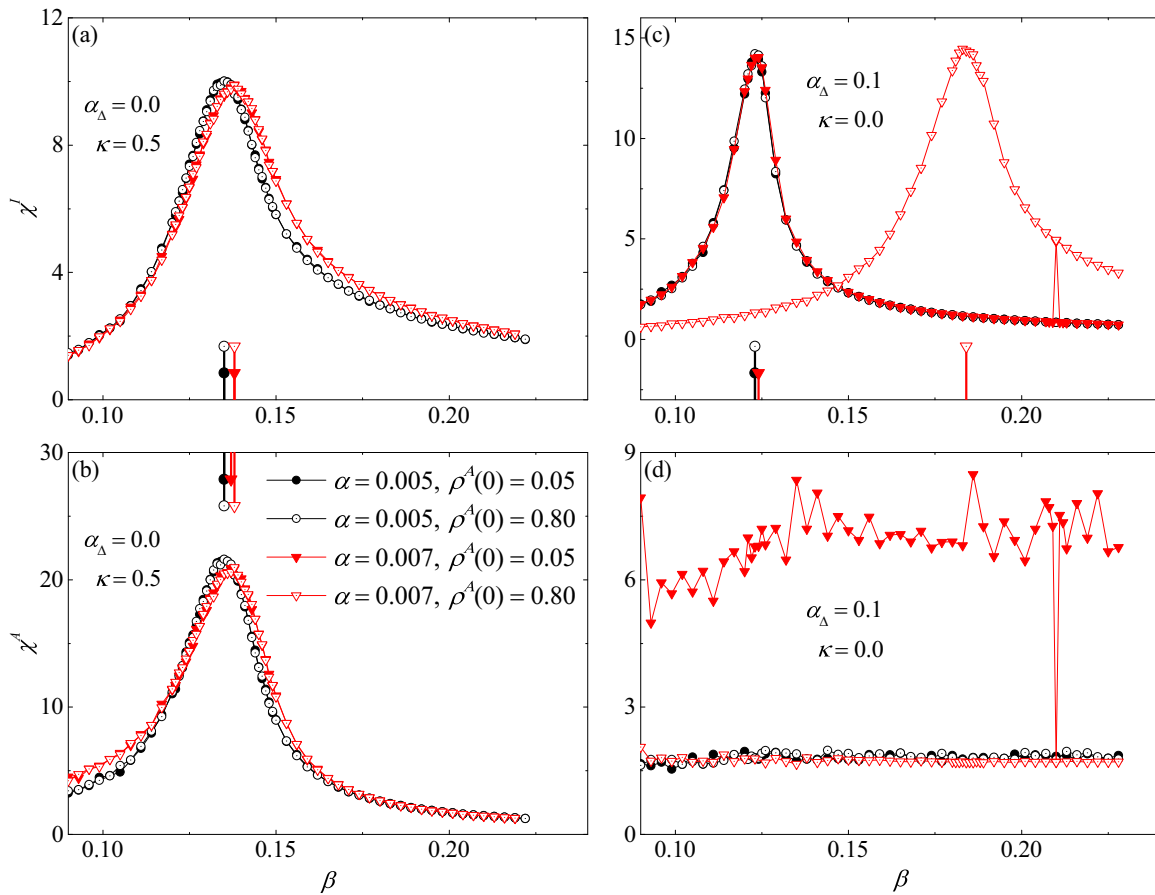 (a)
α_Δ = 0.0
κ = 0.5
χ^I
12
8
4
0
0.10 0.15 0.20
(c)
α_Δ = 0.1
κ = 0.0
15
10
5
0
0.10 0.15 0.20
(b)
α_Δ = 0.0
κ = 0.5
α = 0.005, ρ^A(0) = 0.05
α = 0.005, ρ^A(0) = 0.80
α = 0.007, ρ^A(0) = 0.05
α = 0.007, ρ^A(0) = 0.80
χ^A
30
20
10
0
0.10 0.15 0.20
β
(d)
α_Δ = 0.1
κ = 0.0
9
6
3
0
0.10 0.15 0.20
β